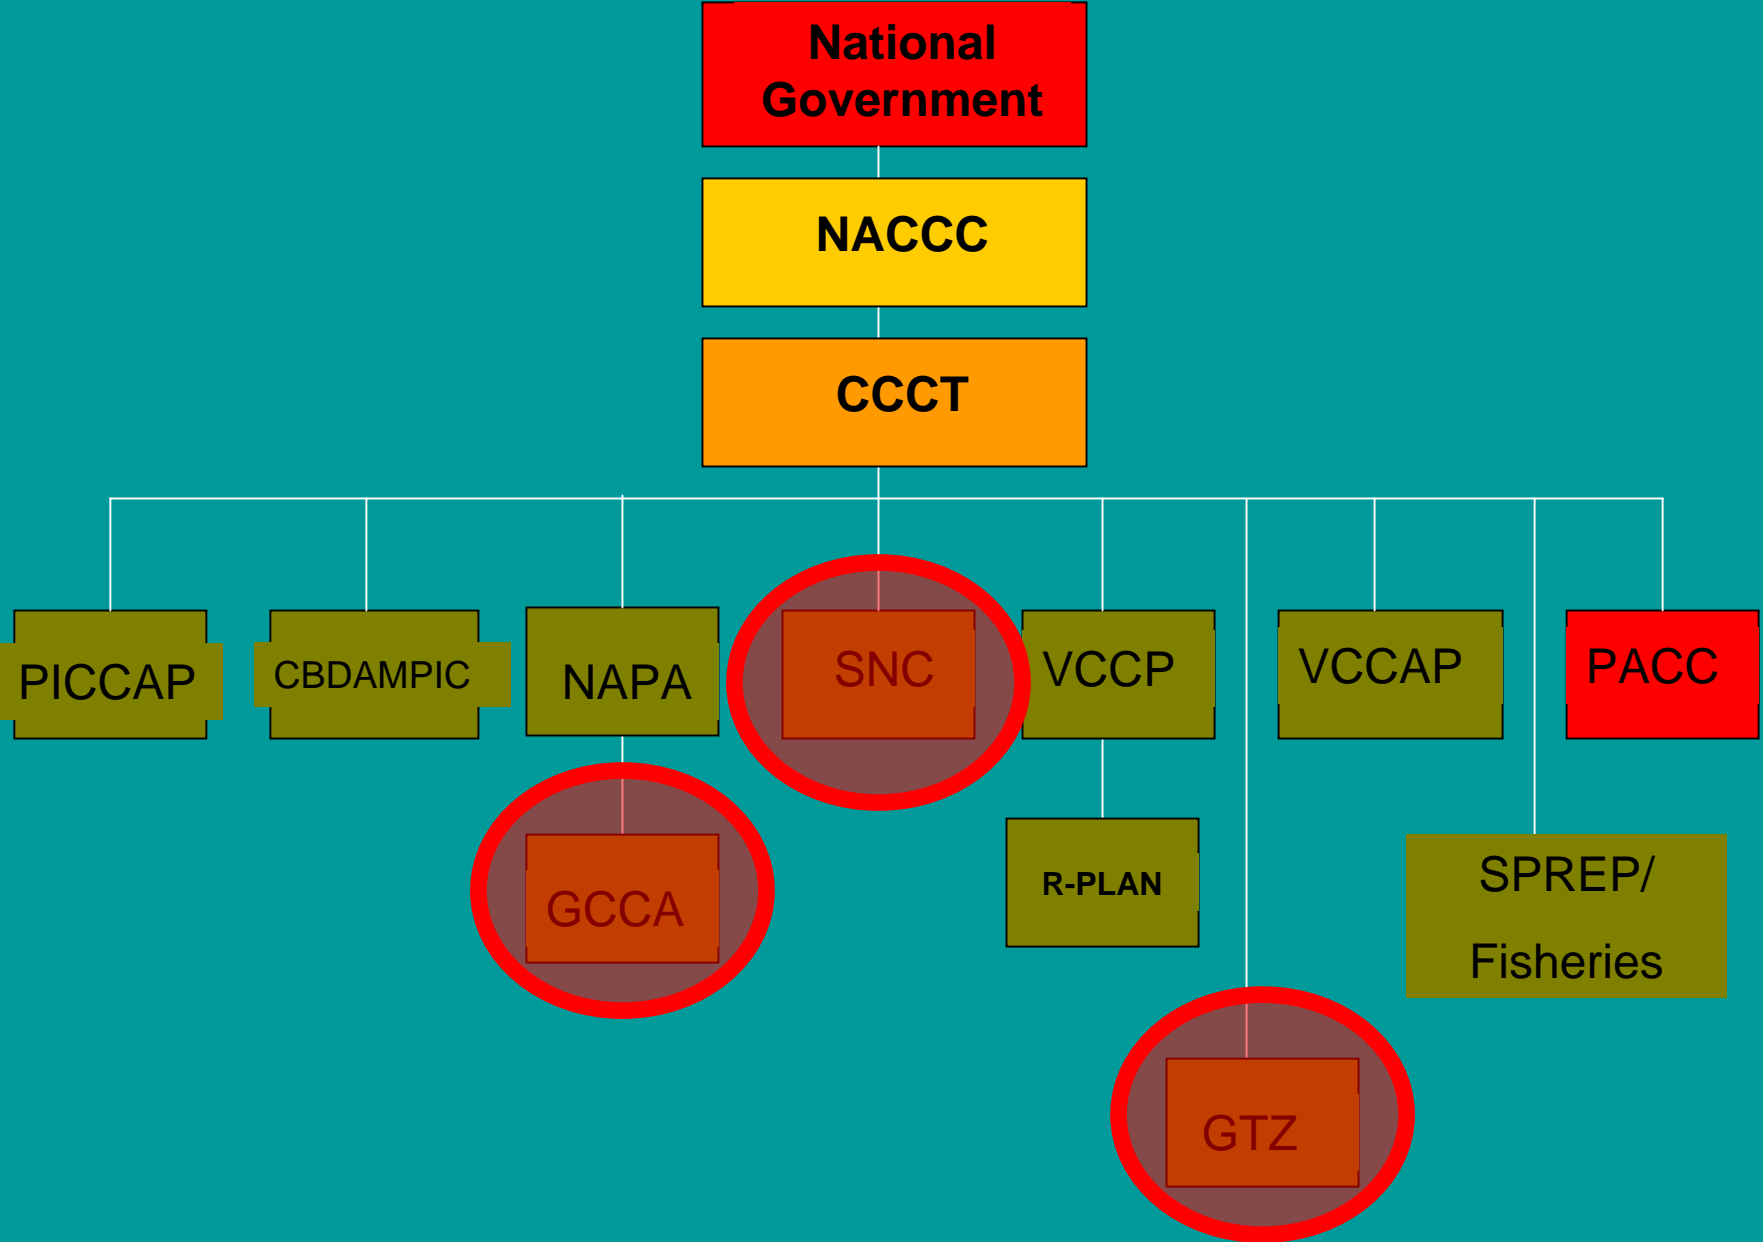 National
Government
NACCC
CCCT
PICCAP
CBDAMPIC
NAPA
SNC
VCCP
VCCAP
PACC
GCCA
R-PLAN
SPREP/
Fisheries
GTZ